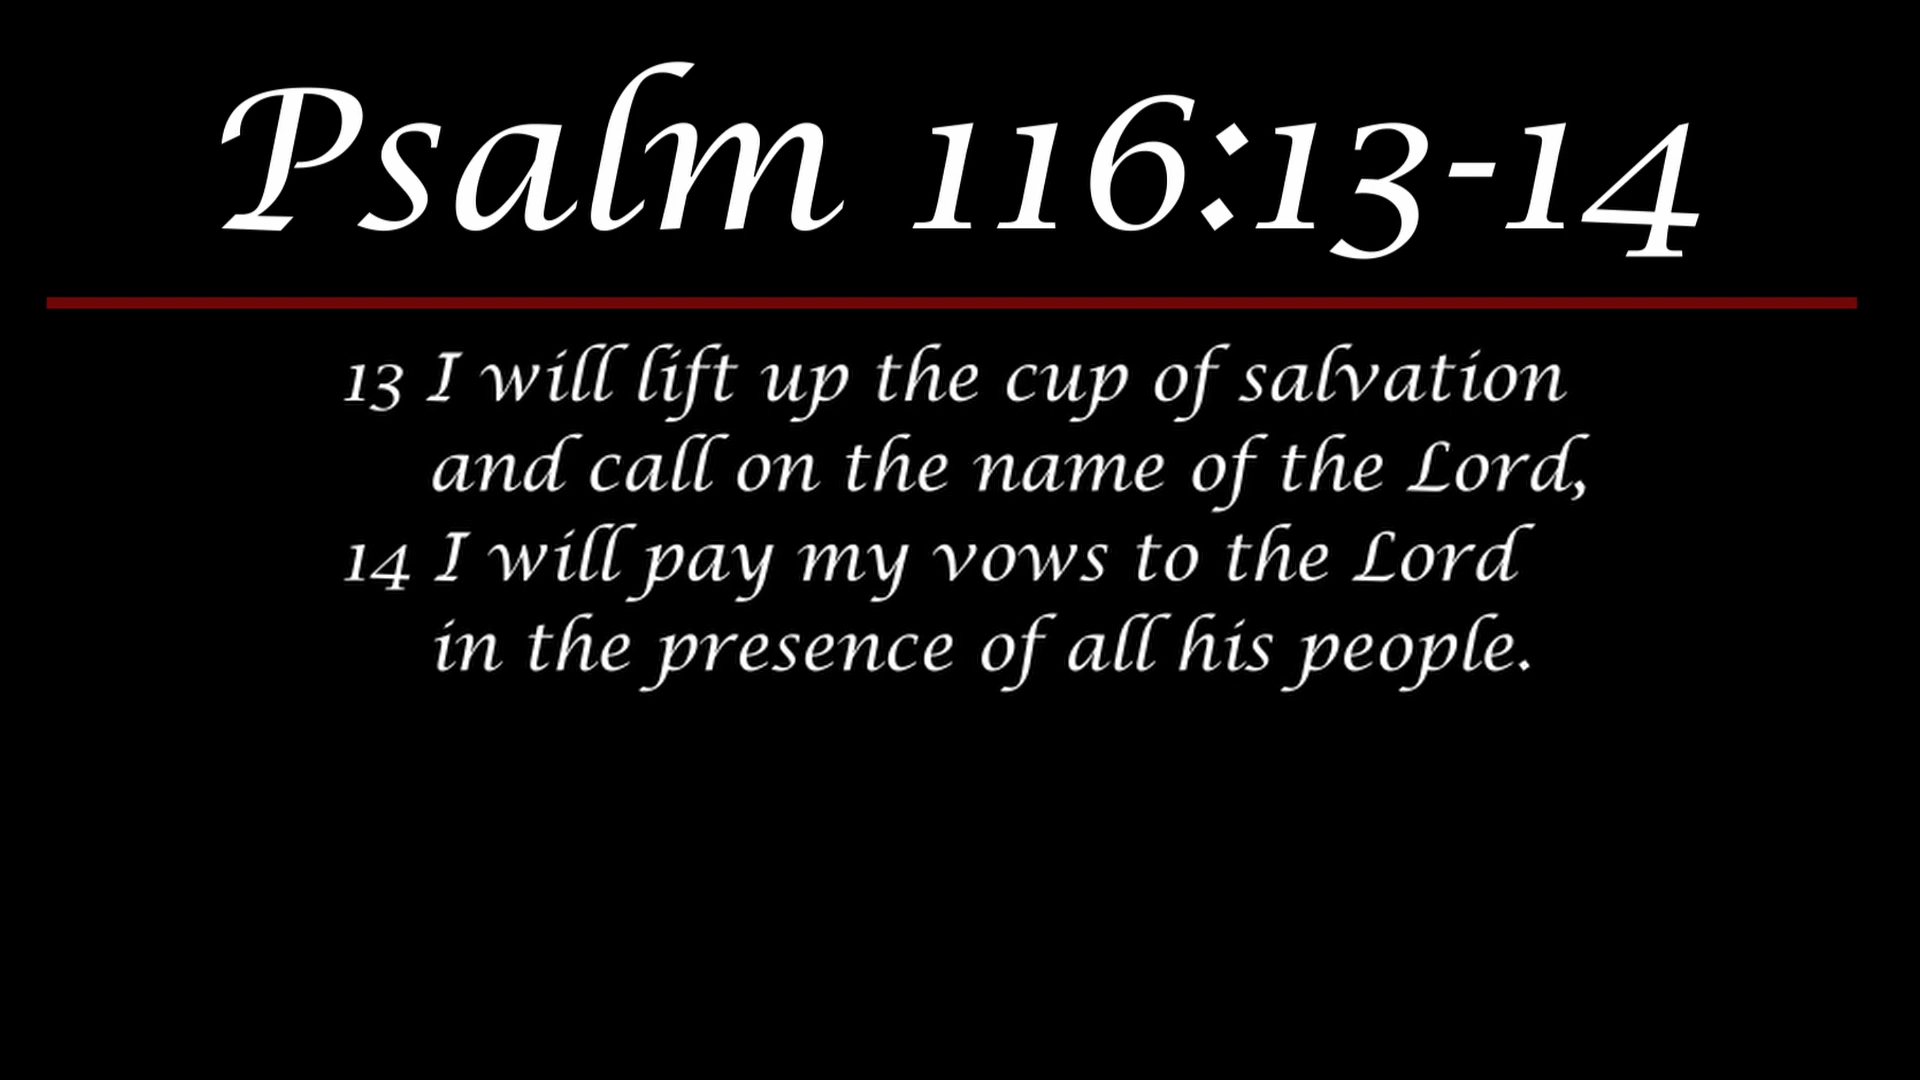 Psalm 116:13-14
13 I will lift up the cup of salvation
and call on the name of the Lord,
14 I will pay my vows to the Lord
in the presence of all his people.